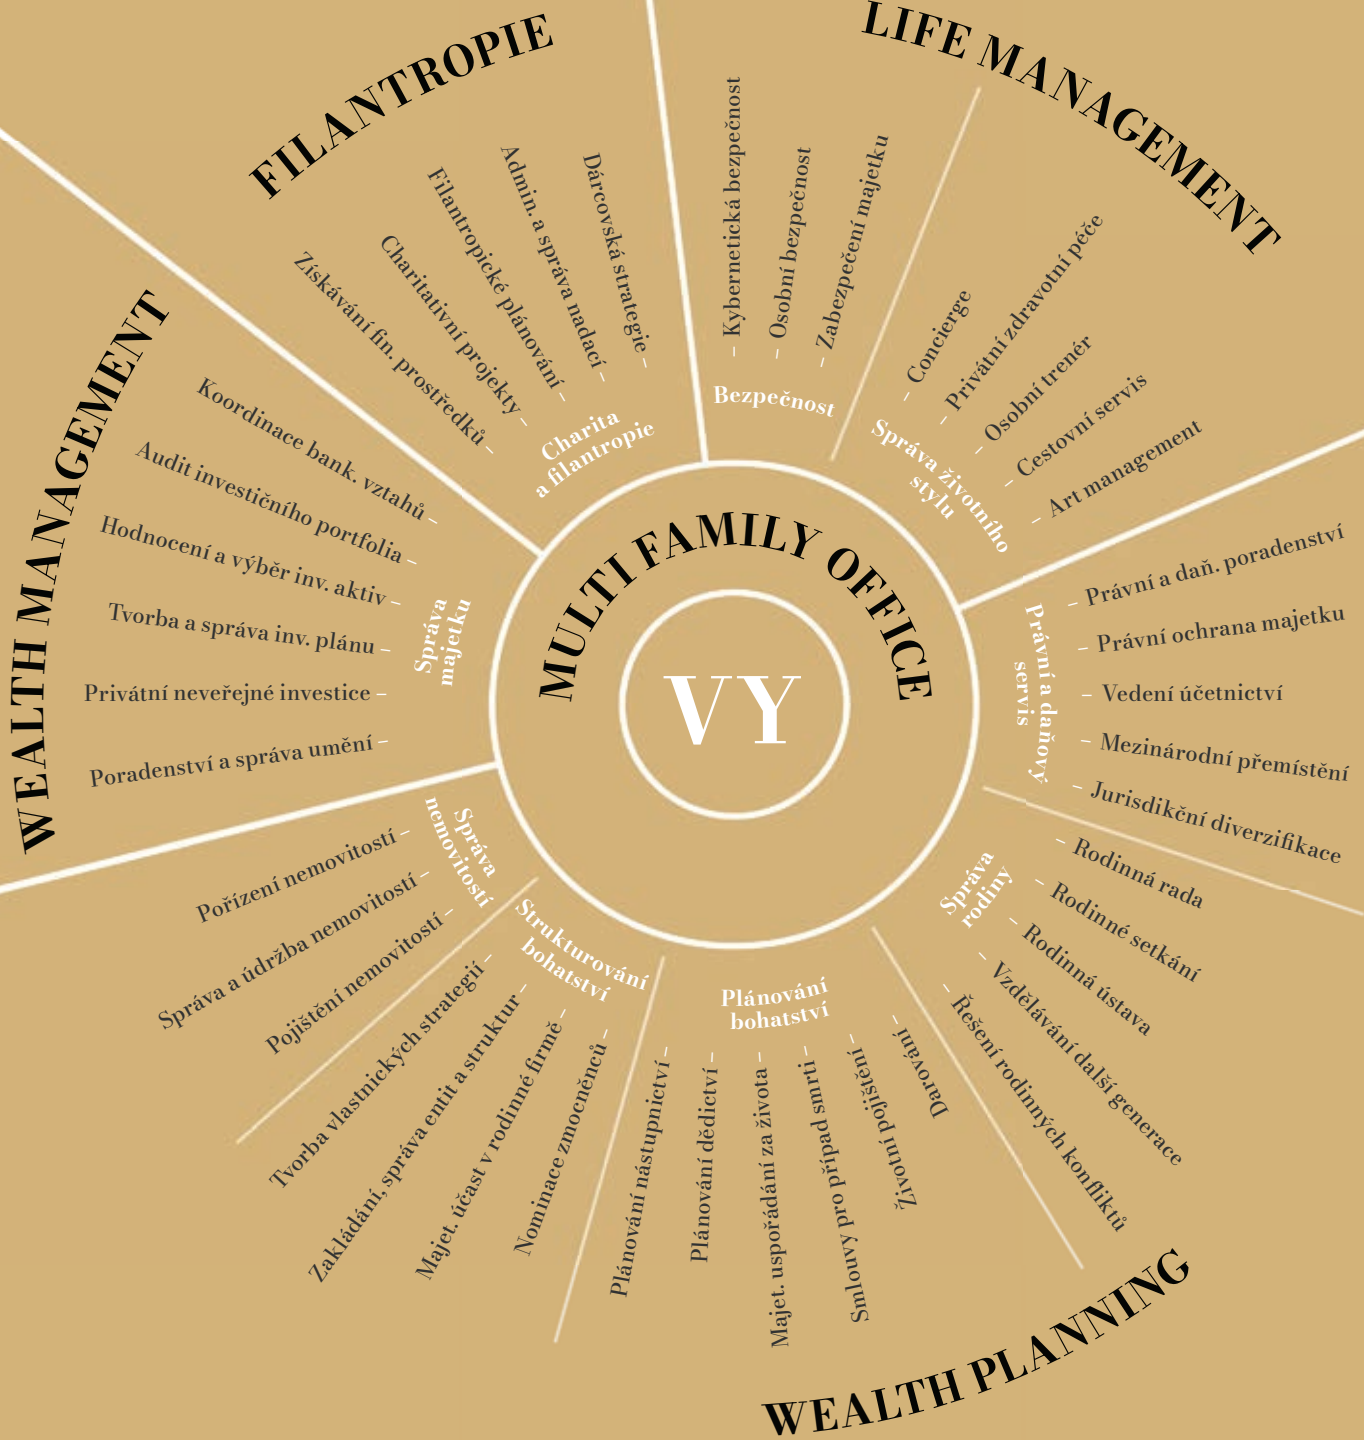 FILANTROPIE
Získávání fin. prostředků
Charitativní projekty
Filantropické plánování
Admin. a správa nadací
Dárcovská strategie
Charita
a filantropie
LIFE MANAGEMENT
Kybernetická bezpečnost
Osobní bezpečnost
Zabezpečení majetku
Bezpečnost
Concierge
Privátní zdravotní péče
Osobní trenér
Cestovní servis
Art management
Správa životního
stylu
Právní a daň. poradenství
Právní ochrana majetku
Vedení účetnictví
Mezinárodní přemístění
Jurisdikční diverzifikace
Právní a daňový
servis
Rodinná rada
Rodinné setkání
Rodinná ústava
Vzdělávání další generace
Řešení rodinných konfliktů
Správa
rodiny
WEALTH PLANNING
Plánování
bohatství
Darování
Životní pojištění
Smlouvy pro případ smrti
Majet. uspořádání za života
Plánování dědictví
Plánování nástupnictví
Strukturování
bohatství
Nominace zmocněnců
Majet. účast v rodinné firmě
Zakládání, správa entit a struktur
Tvorba vlastnických strategií
Správa
nemovitostí
Pojištění nemovitostí
Správa a údržba nemovitostí
Pořízení nemovitostí
WEALTH MANAGEMENT
Koordinace bank. vztahů
Audit investičního portfolia
Hodnocení a výběr inv. aktiv
Tvorba a správa inv. plánu
Privátní neveřejné investice
Poradenství a správa umění
Správa
majetku
MULTI FAMILY OFFICE
VY